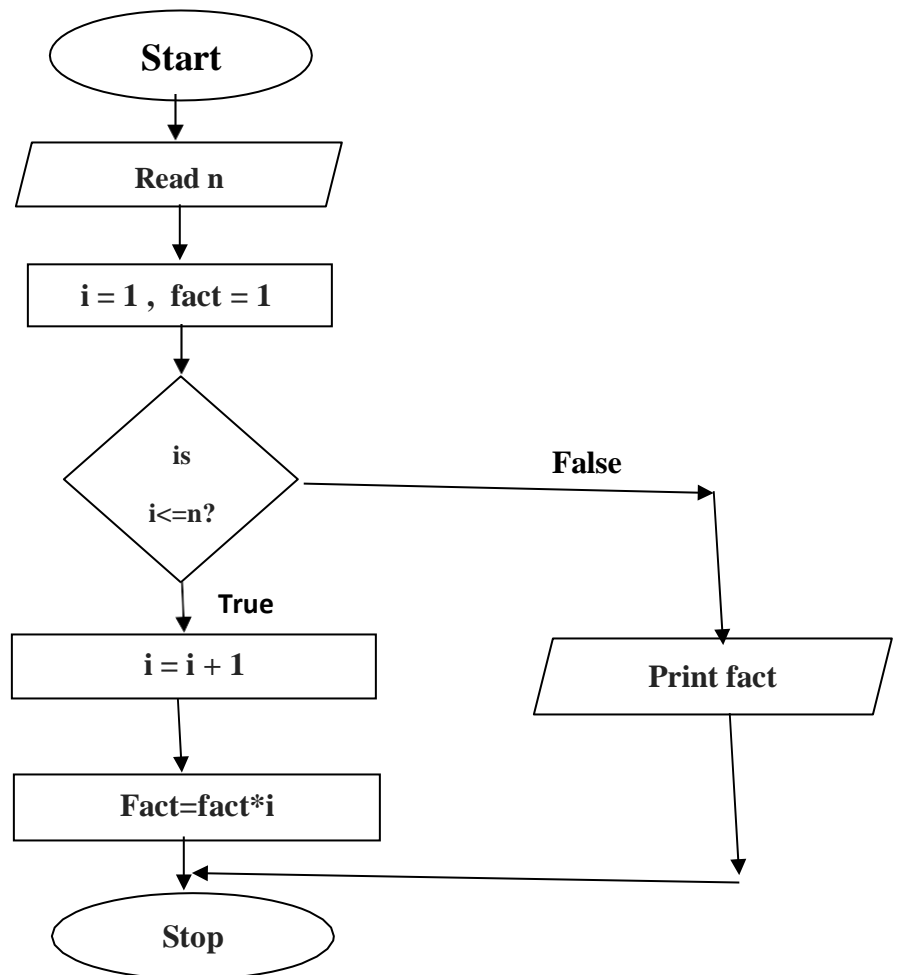 Start
Read n
i = 1 ,  fact = 1
is
i<=n?
False
True
i = i + 1
Print fact
Fact=fact*i
Stop